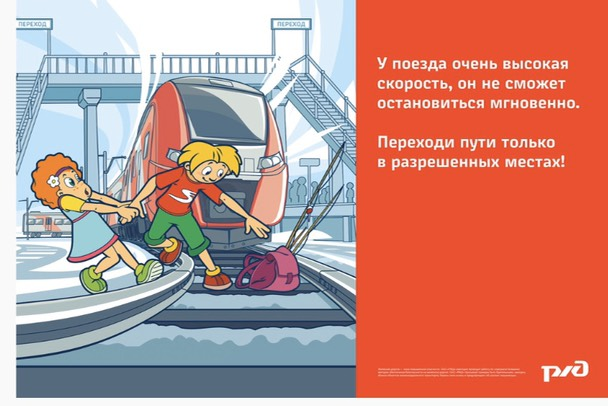 ПЕРЕХОД
ПЕРЕХОД
У поезда очень высокая
скорость, он не сможет
остановиться мгновенно.
Переходи пути только
в разрешенных местах!
ржд